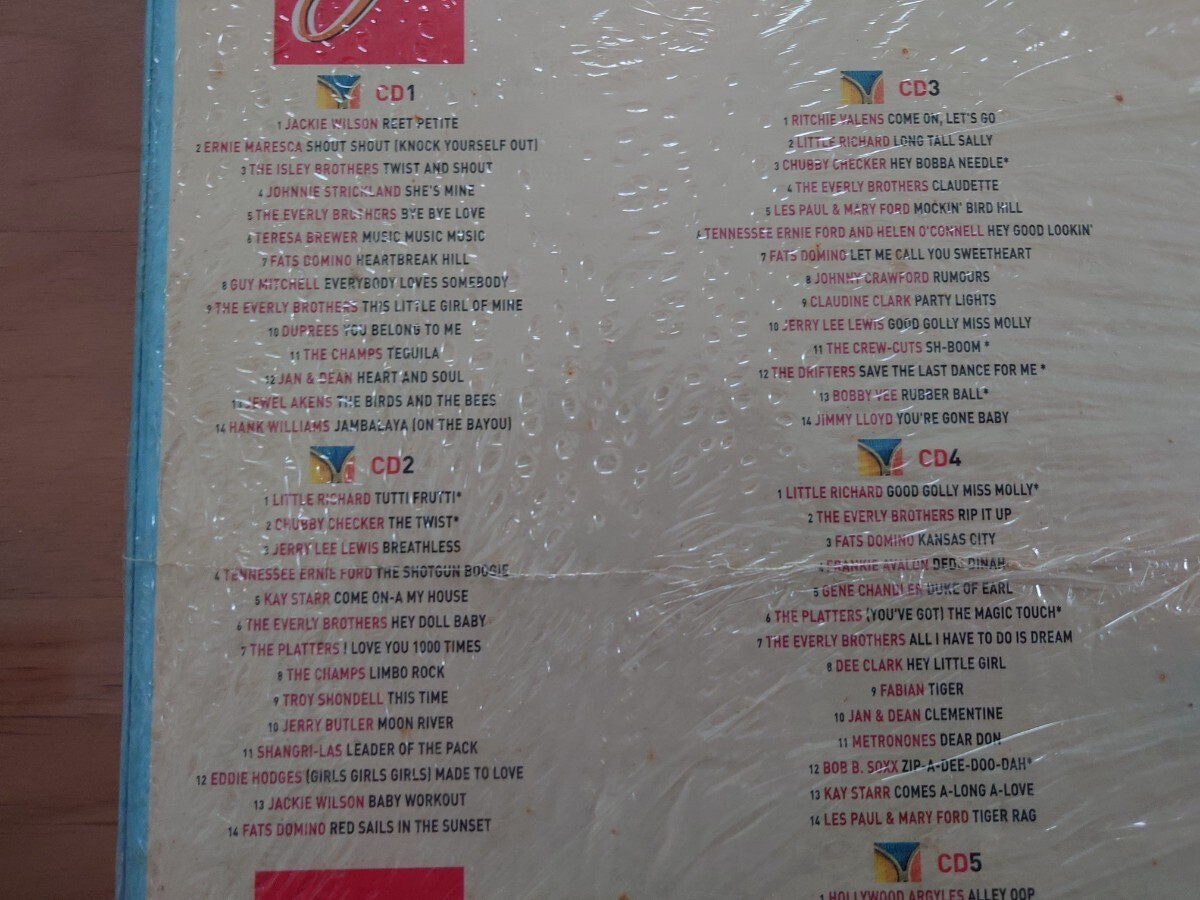 CD1
1 JACKIE WILSON REET PETITE
2 ERNIE MARESCA SHOUT SHOUT (KNOCK YOURSELF OUT)
3 THE ISLEY BROTHERS TWIST AND SHOUT
4 JOHNNIE STRICKLAND SHE'S MINE
5 THE EVERLY BROTHERS BYE BYE LOVE
6 TERESA BREWER MUSIC MUSIC MUSIC
7 FATS DOMINO HEARTBREAK HILL
8 GUY MITCHELL EVERYBODY LOVES SOMEBODY
9 THE EVERLY BROTHERS THIS LITTLE GIRL OF MINE
10 DUPREES YOU BELONG TO ME
11 THE CHAMPS TEGUILA
12 JAN & DEAN HEART AND SOUL
13 JEWEL AKENS THE BIRDS AND THE BEES
14 HANK WILLIAMS JAMBALAYA (ON THE BAYOU)
CD2
1 LITTLE RICHARD TUTTI FRUTTI*
2 CHUBBY CHECKER THE TWIST*
3 JERRY LEE LEWIS BREATHLESS
4 TENNESSEE ERNIE FORD THE SHOTGUN BOOGIE
5 KAY STARR COME ON-A MY HOUSE
6 THE EVERLY BROTHERS HEY DOLL BABY
7 THE PLATTERS I LOVE YOU 1000 TIMES
8 THE CHAMPS LIMBO ROCK
9 TROY SHONDELL THIS TIME
10 JERRY BUTLER MOON RIVER
11 SHANGRI-LAS LEADER OF THE PACK
12 EDDIE HODGES (GIRLS GIRLS GIRLS) MADE TO LOVE
13 JACKIE WILSON BABY WORKOUT
14 FATS DOMINO RED SAILS IN THE SUNSET
CD3
1 RITCHIE VALENS COME ON, LET'S GO
2 LITTLE RICHARD LONG TALL SALLY
3 CHUBBY CHECKER HEY BOBBA NEEDLE*
4 THE EVERLY BROTHERS CLAUDETTE
5 LES PAUL & MARY FORD MOCKIN' BIRD HILL
6 TENNESSEE ERNIE FORD AND HELEN O'CONNELL HEY GOOD LOOKIN'
7 FATS DOMINO LET ME CALL YOU SWEETHEART
8 JOHNNY CRAWFORD RUMOURS
9 CLAUDINE CLARK PARTY LIGHTS
10 JERRY LEE LEWIS GOOD GOLLY MISS MOLLY
11 THE CREW-CUTS SH-BOOM *
12 THE DRIFTERS SAVE THE LAST DANCE FOR ME *
13 BOBBY VEE RUBBER BALL*
14 JIMMY LLOYD YOU'RE GONE BABY
CD4
1 LITTLE RICHARD GOOD GOLLY MISS MOLLY*
2 THE EVERLY BROTHERS RIP IT UP
3 FATS DOMINO KANSAS CITY
4 FRANKIE AVALON DEDE DINAH
5 GENE CHANDLER DUKE OF EARL
6 THE PLATTERS (YOU'VE GOT) THE MAGIC TOUCH*
7 THE EVERLY BROTHERS ALL I HAVE TO DO IS DREAM
8 DEE CLARK HEY LITTLE GIRL
9 FABIAN TIGER
10 JAN & DEAN CLEMENTINE
11 METRONONES DEAR DON
12 BOB B. SOXX ZIP-A-DEE-DOO-DAH*
13 KAY STARR COMES A-LONG A-LOVE
14 LES PAUL & MARY FORD TIGER RAG
CD5
1 HOLLYWOOD ARGYLES ALLEY OOP